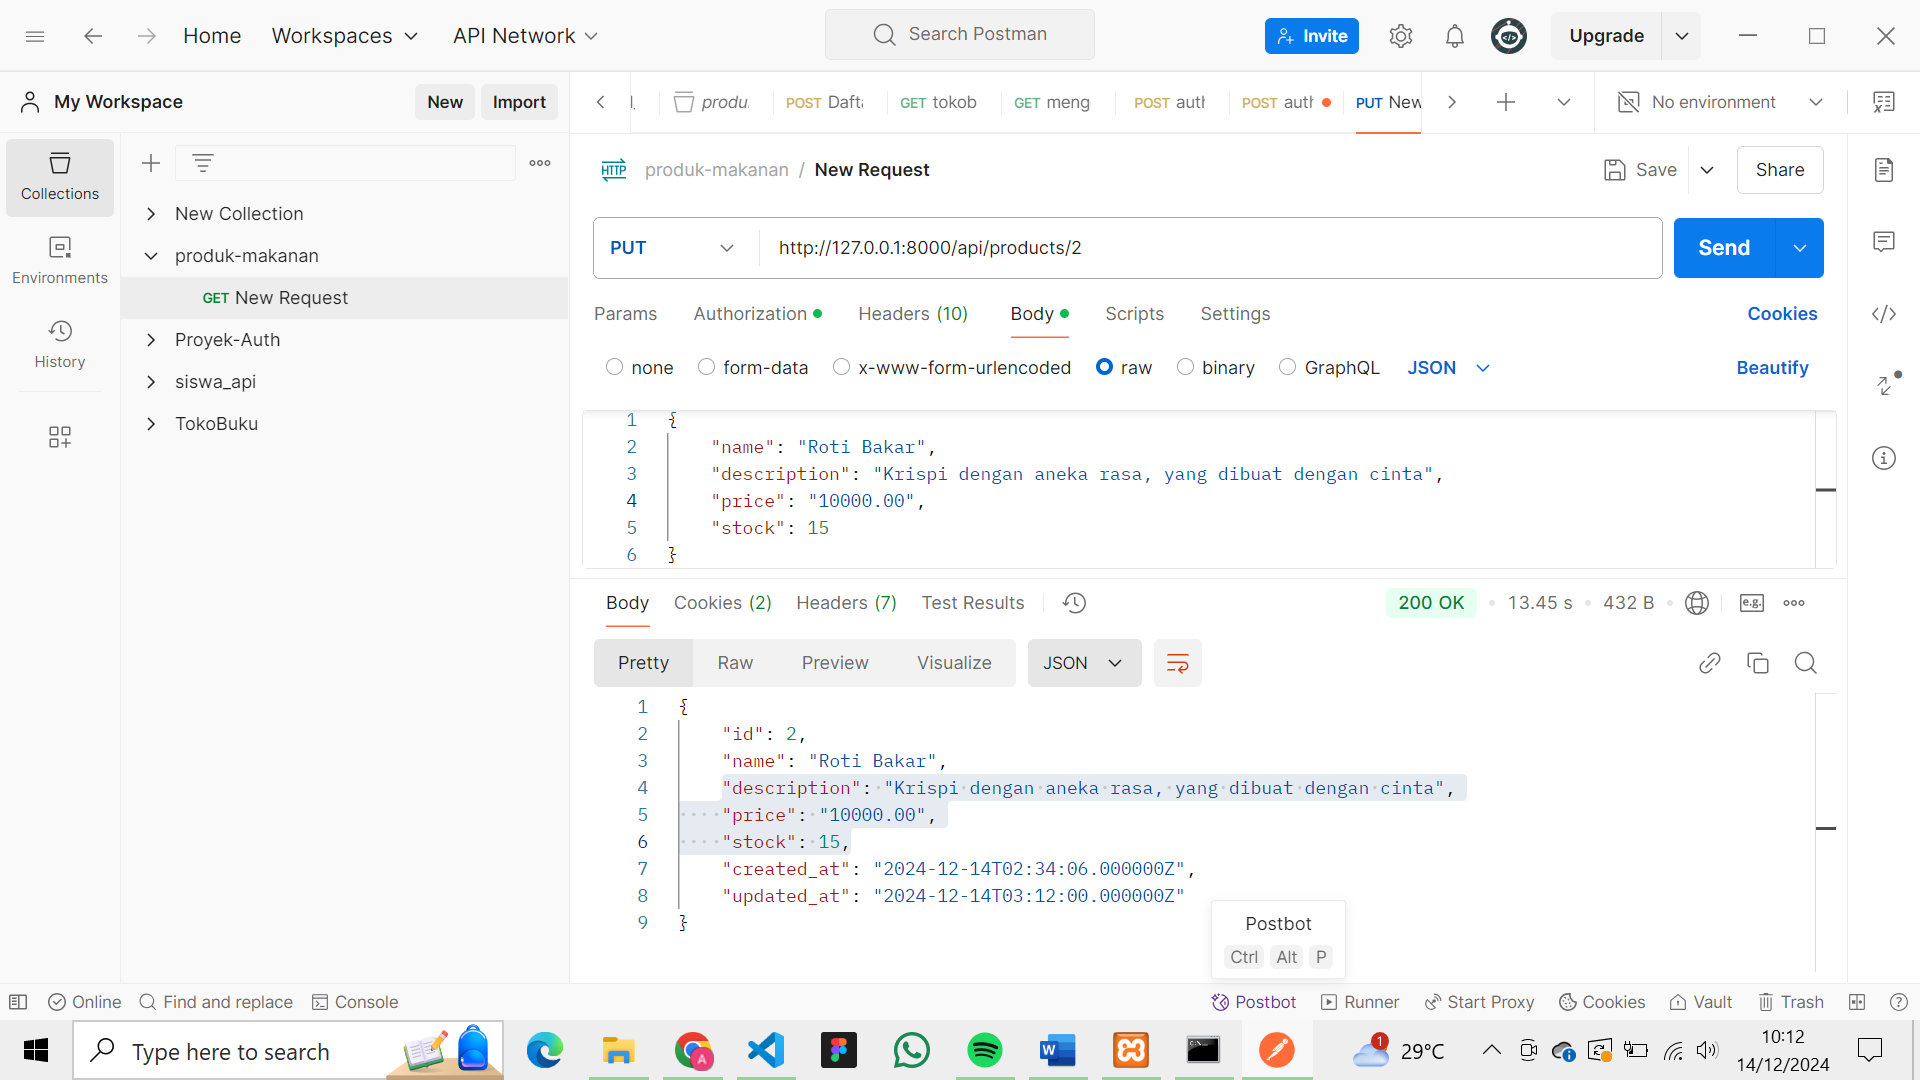 Home
Workspaces
API Network
Search Postman
Invite
Upgrade
My Workspace
New
Import
produ
POST Dafta
GET tokob
GET meng
POST auth
POST auth
PUT New
No environment
Collections
Environments
History
New Collection
produk-makanan
GET New Request
Proyek-Auth
siswa_api
TokoBuku
HTTP
produk-makanan / New Request
Save
Share
PUT
http://127.0.0.1:8000/api/products/2
Send
Params
Authorization
Headers (10)
Body
Scripts
Settings
Cookies
none
form-data
x-www-form-urlencoded
raw
binary
GraphQL
JSON
Beautify
1 {
2 "name": "Roti Bakar",
3 "description": "Krispi dengan aneka rasa, yang dibuat dengan cinta",
4 "price": "10000.00",
5 "stock": 15
6 }
Body
Cookies (2)
Headers (7)
Test Results
200 OK
13.45 s
432 B
e.g.
Pretty
Raw
Preview
Visualize
JSON
1 {
2 "id": 2,
3 "name": "Roti Bakar",
4 "description": "Krispi dengan aneka rasa, yang dibuat dengan cinta",
5 "price": "10000.00",
6 "stock": 15,
7 "created_at": "2024-12-14T02:34:06.000000Z",
8 "updated_at": "2024-12-14T03:12:00.000000Z"
9 }
Postbot
Ctrl Alt P
Online
Find and replace
Console
Postbot
Runner
Start Proxy
Cookies
Vault
Trash
Type here to search
A
W
1
29°C
10:12
14/12/2024